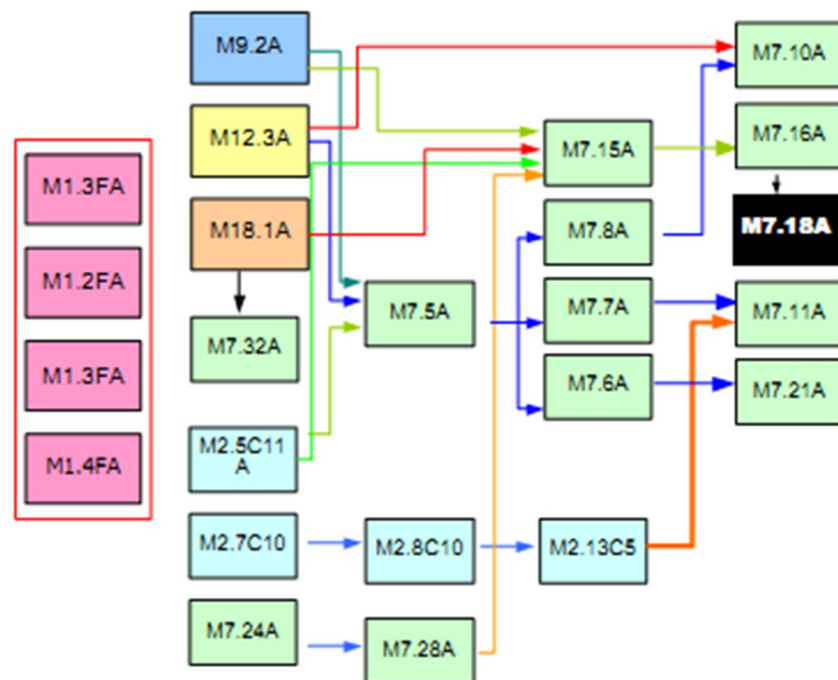 M9.2A
M12.3A
M18.1A
M7.32A
M2.5C11
A
M2.7C10
M7.24A
M1.3FA
M1.2FA
M1.3FA
M1.4FA
M7.5A
M2.8C10
M7.28A
M7.15A
M7.8A
M7.7A
M7.6A
M2.13C5
M7.10A
M7.16A
M7.18A
M7.11A
M7.21A